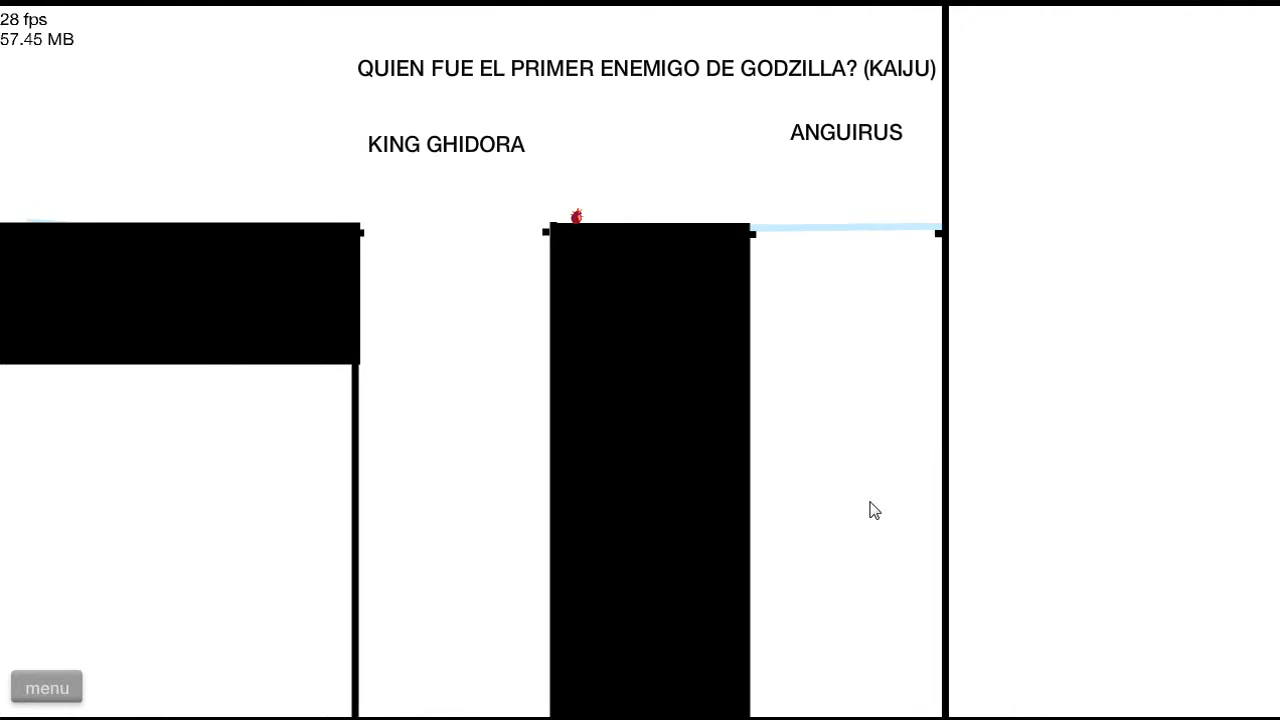 28 fps
57.45 MB
QUIEN FUE EL PRIMER ENEMIGO DE GODZILLA? (KAIJU)
KING GHIDORA
ANGUIRUS
menu